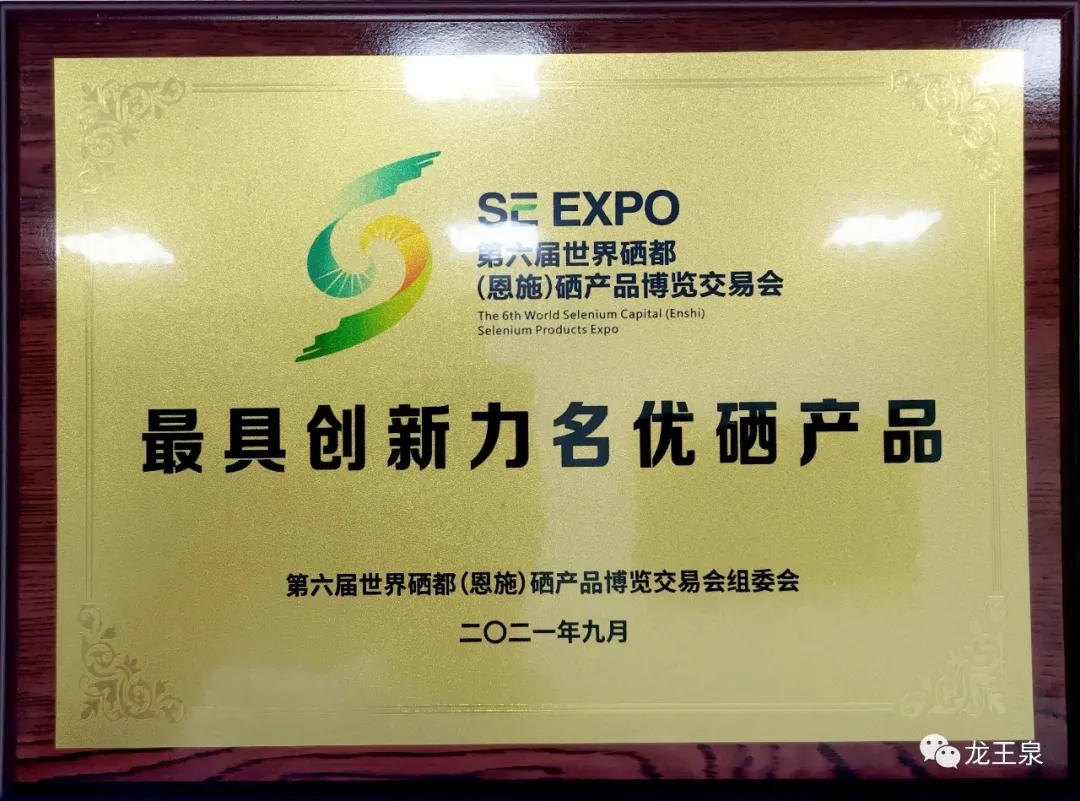 SE EXPO
第六届世界硒都
(恩施)硒产品博览交易会
The 6th World Selenium Capital (Enshi)
Selenium Products Expo
最具创新力名优硒产品
第六届世界硒都(恩施)硒产品博览交易会组委会
二〇二一年九月
龙王泉